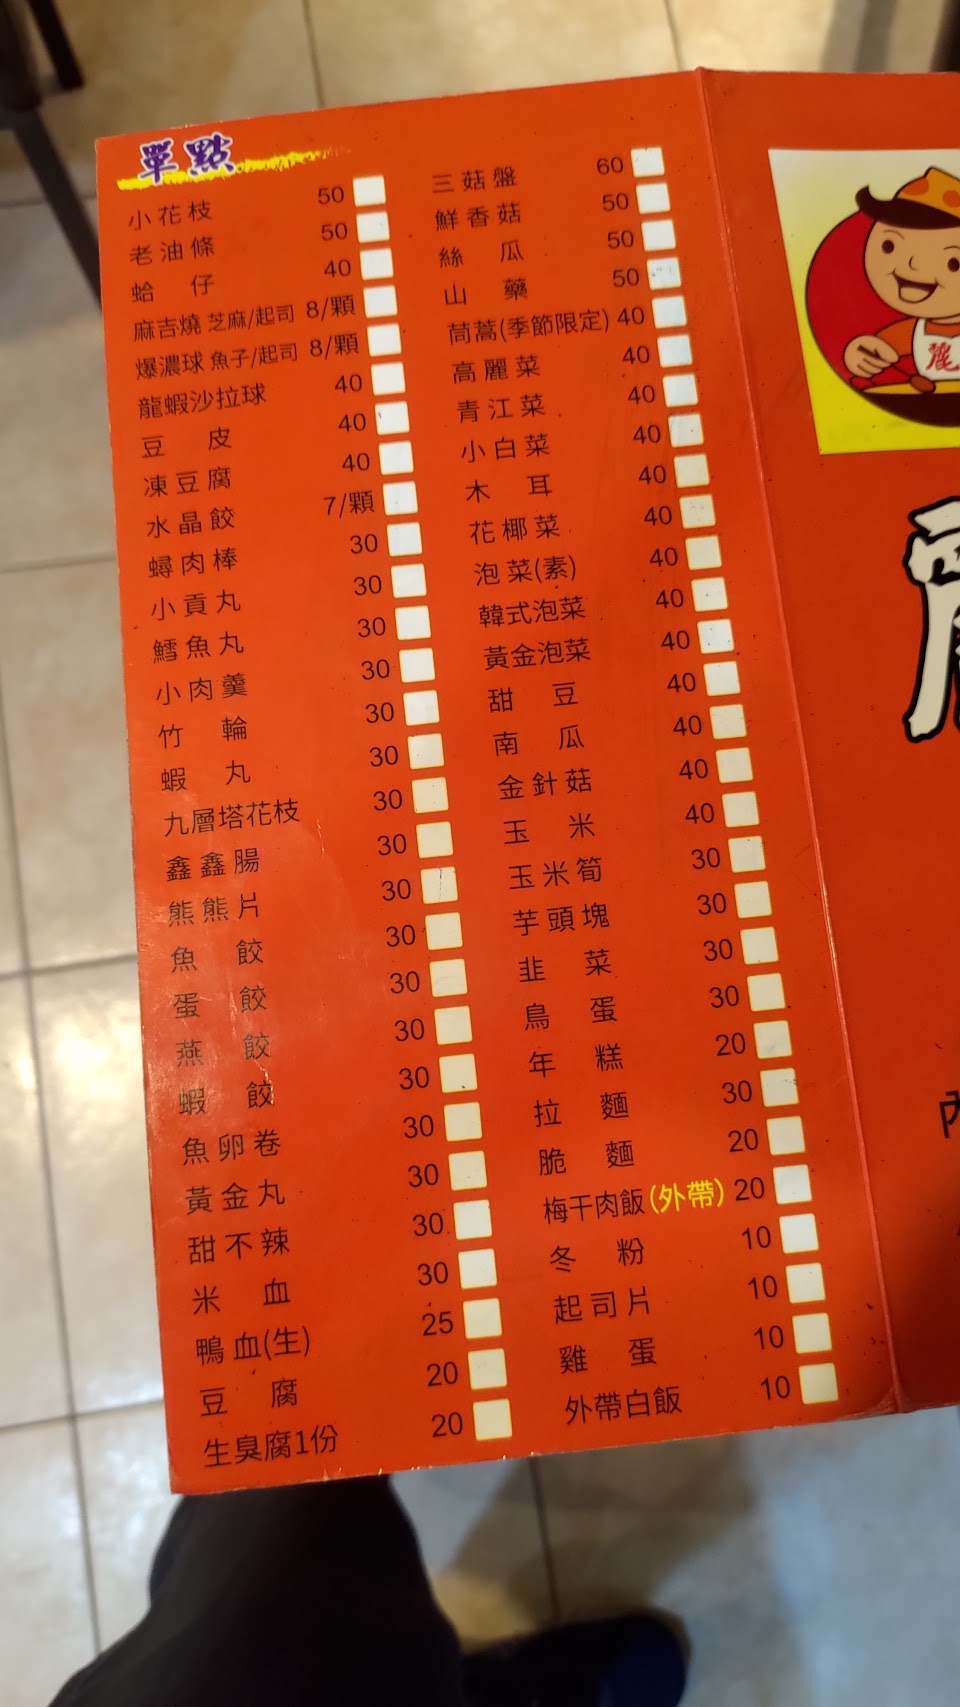 單點
小花枝 50
老油條 50
蛤仔 40
麻吉燒 芝麻/起司 8/顆
爆濃球 魚子/起司 8/顆
龍蝦沙拉球 40
豆皮 40
凍豆腐 40
水晶餃 7/顆
蟳肉棒 30
小貢丸 30
鱈魚丸 30
小肉羹 30
竹輪 30
蝦丸 30
九層塔花枝 30
鑫鑫腸 30
熊熊片 30
魚餃 30
蛋餃 30
燕餃 30
蝦餃 30
魚卵卷 30
黃金丸 30
甜不辣 30
米血 30
鴨血(生) 25
豆腐 20
生臭腐1份 20
三菇盤 60
鮮香菇 50
絲瓜 50
山藥 50
茼蒿(季節限定) 40
高麗菜 40
青江菜 40
小白菜 40
木耳 40
花椰菜 40
泡菜(素) 40
韓式泡菜 40
黃金泡菜 40
甜豆 40
南瓜 40
金針菇 40
玉米 40
玉米筍 30
芋頭塊 30
韭菜 30
鳥蛋 30
年糕 20
拉麵 30
脆麵 20
梅干肉飯(外帶) 20
冬粉 10
起司片 10
雞蛋 10
外帶白飯 10
麗